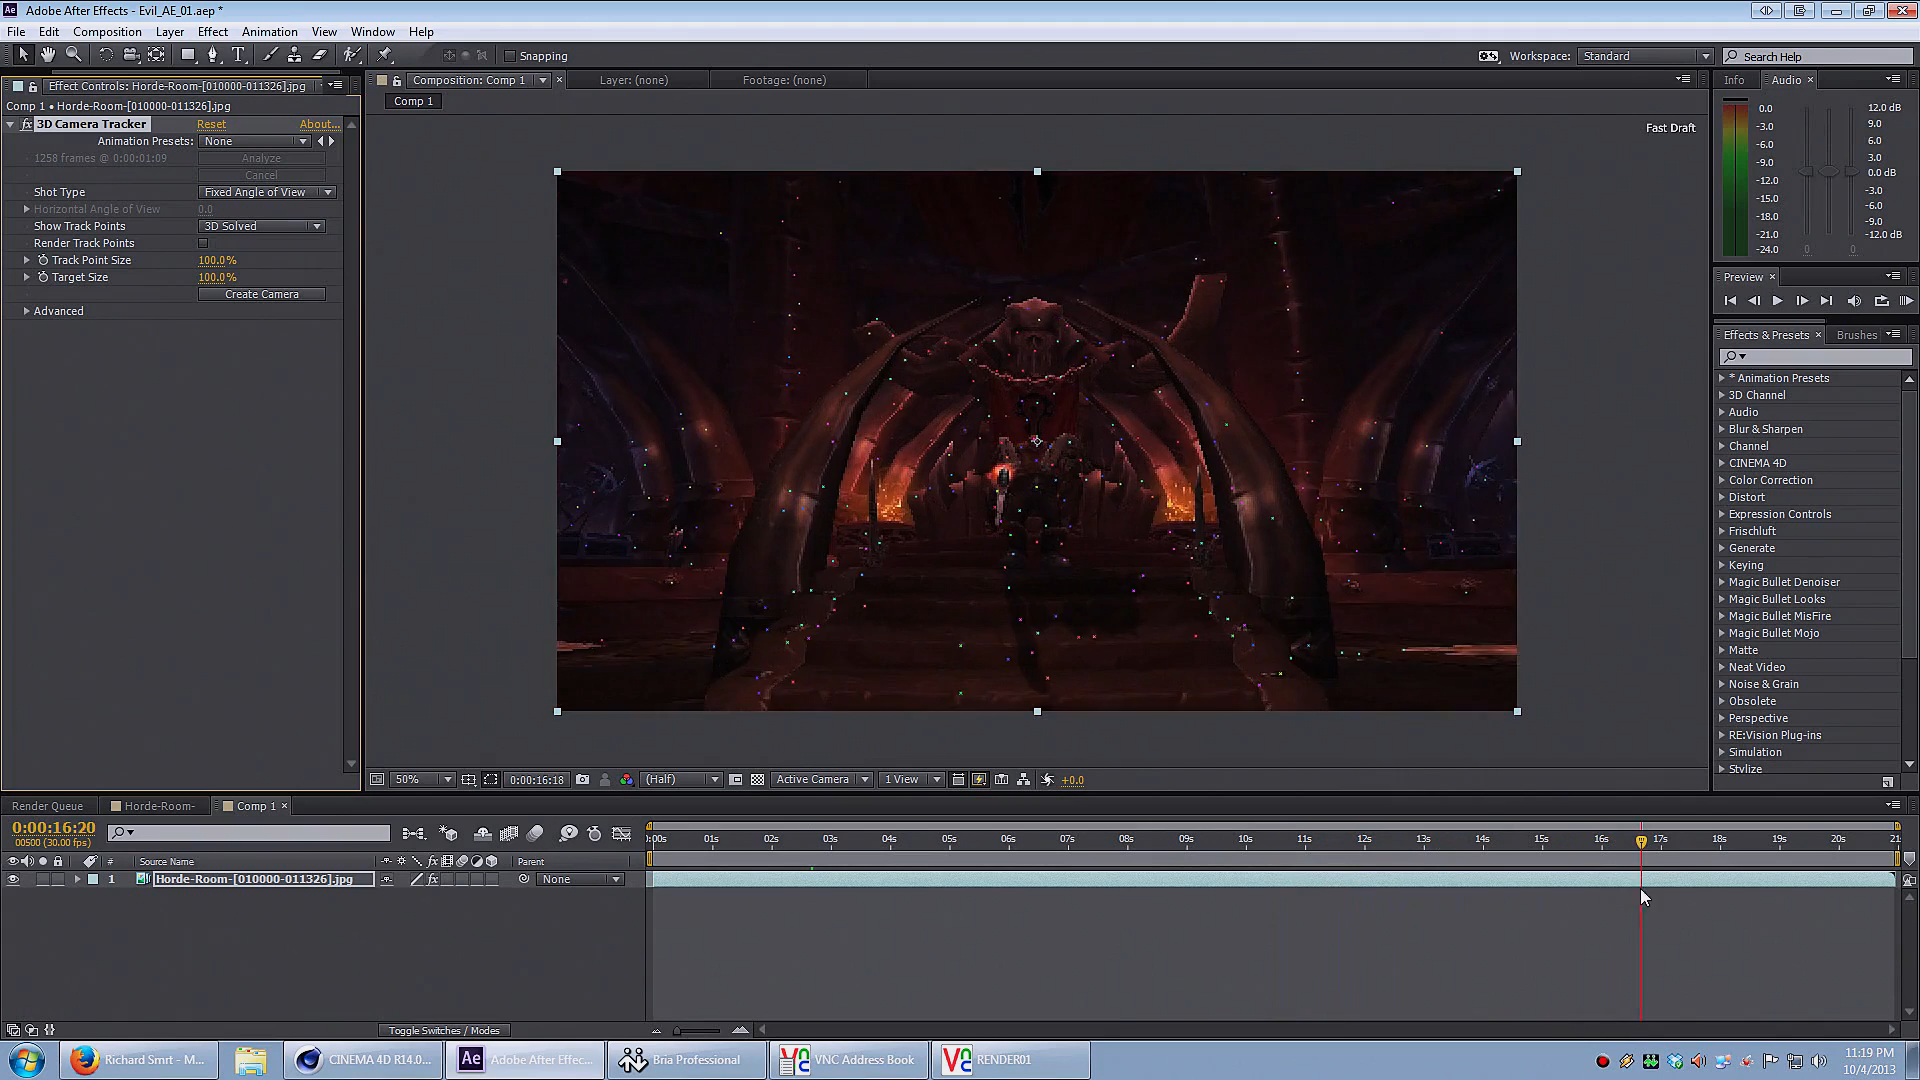 Ae Adobe After Effects - Evil_AE_01.aep *
File Edit Composition Layer Effect Animation View Window Help
T Snapping Workspace: Standard Search Help
Effect Controls: Horde-Room-[010000-011326].jpg
Comp 1 • Horde-Room-[010000-011326].jpg
fx 3D Camera Tracker Reset About...
Animation Presets: None
1258 frames @ 0:00:01:09 Analyze
Cancel
Shot Type Fixed Angle of View
Horizontal Angle of View 0.0
Show Track Points 3D Solved
Render Track Points
Track Point Size 100.0%
Target Size 100.0%
Create Camera
Advanced
Composition: Comp 1 Layer: (none) Footage: (none)
Comp 1
Fast Draft
50% 0:00:16:18 (Half) Active Camera 1 View +0.0
Info Audio
0.0 12.0 dB
-3.0 9.0
-6.0 6.0
-9.0 3.0
-12.0 0.0 dB
-15.0 -3.0
-18.0 -6.0
-21.0 -9.0
-24.0 0 0 -12.0 dB
Preview
Effects & Presets Brushes
* Animation Presets
3D Channel
Audio
Blur & Sharpen
Channel
CINEMA 4D
Color Correction
Distort
Expression Controls
Frischluft
Generate
Keying
Magic Bullet Denoiser
Magic Bullet Looks
Magic Bullet MisFire
Magic Bullet Mojo
Matte
Neat Video
Noise & Grain
Obsolete
Perspective
RE:Vision Plug-ins
Simulation
Stylize
Render Queue Horde-Room- Comp 1
0:00:16:20
00500 (30.00 fps)
:00s 01s 02s 03s 04s 05s 06s 07s 08s 09s 10s 11s 12s 13s 14s 15s 16s 17s 18s 19s 20s 21s
# Source Name fx Parent
1 Horde-Room-[010000-011326].jpg fx None
Toggle Switches / Modes
Richard Smrt - M... CINEMA 4D R14.0... Ae Adobe After Effec... Bria Professional VNC Address Book RENDER01
11:19 PM
10/4/2013